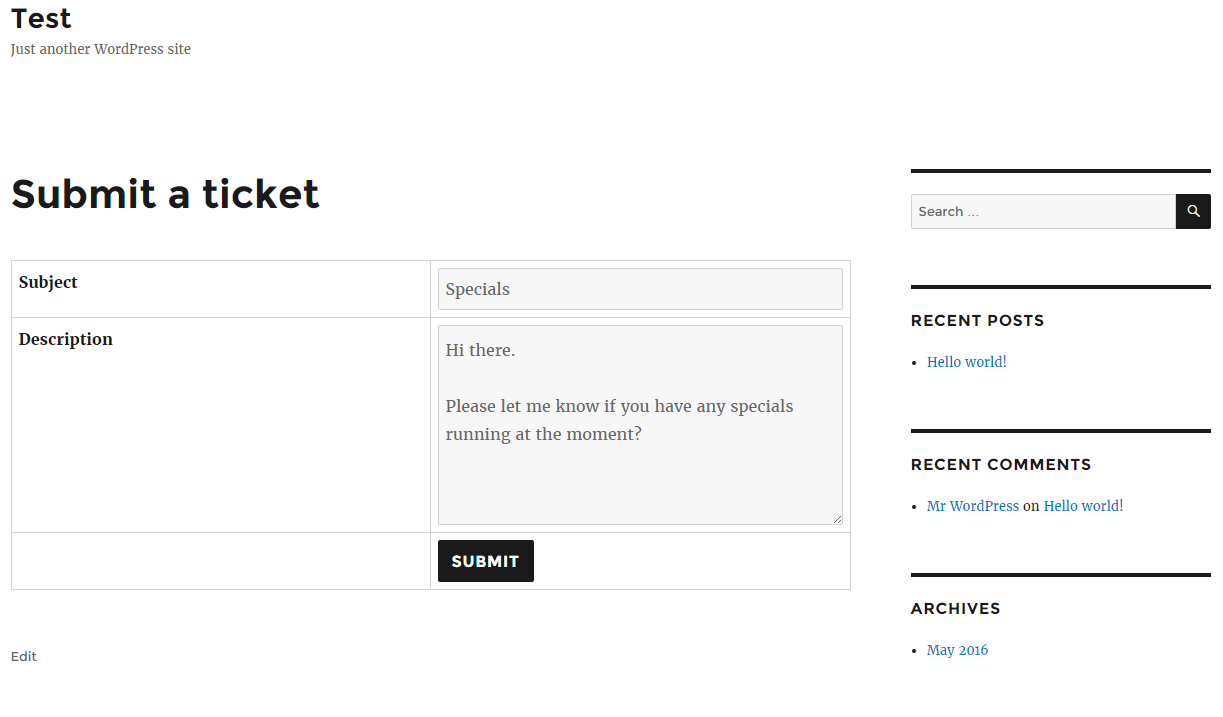 Test
Just another WordPress site
Submit a ticket
Subject
Specials
Description
Hi there.
Please let me know if you have any specials
running at the moment?
SUBMIT
Edit
Search …
RECENT POSTS
Hello world!
RECENT COMMENTS
Mr WordPress on Hello world!
ARCHIVES
May 2016